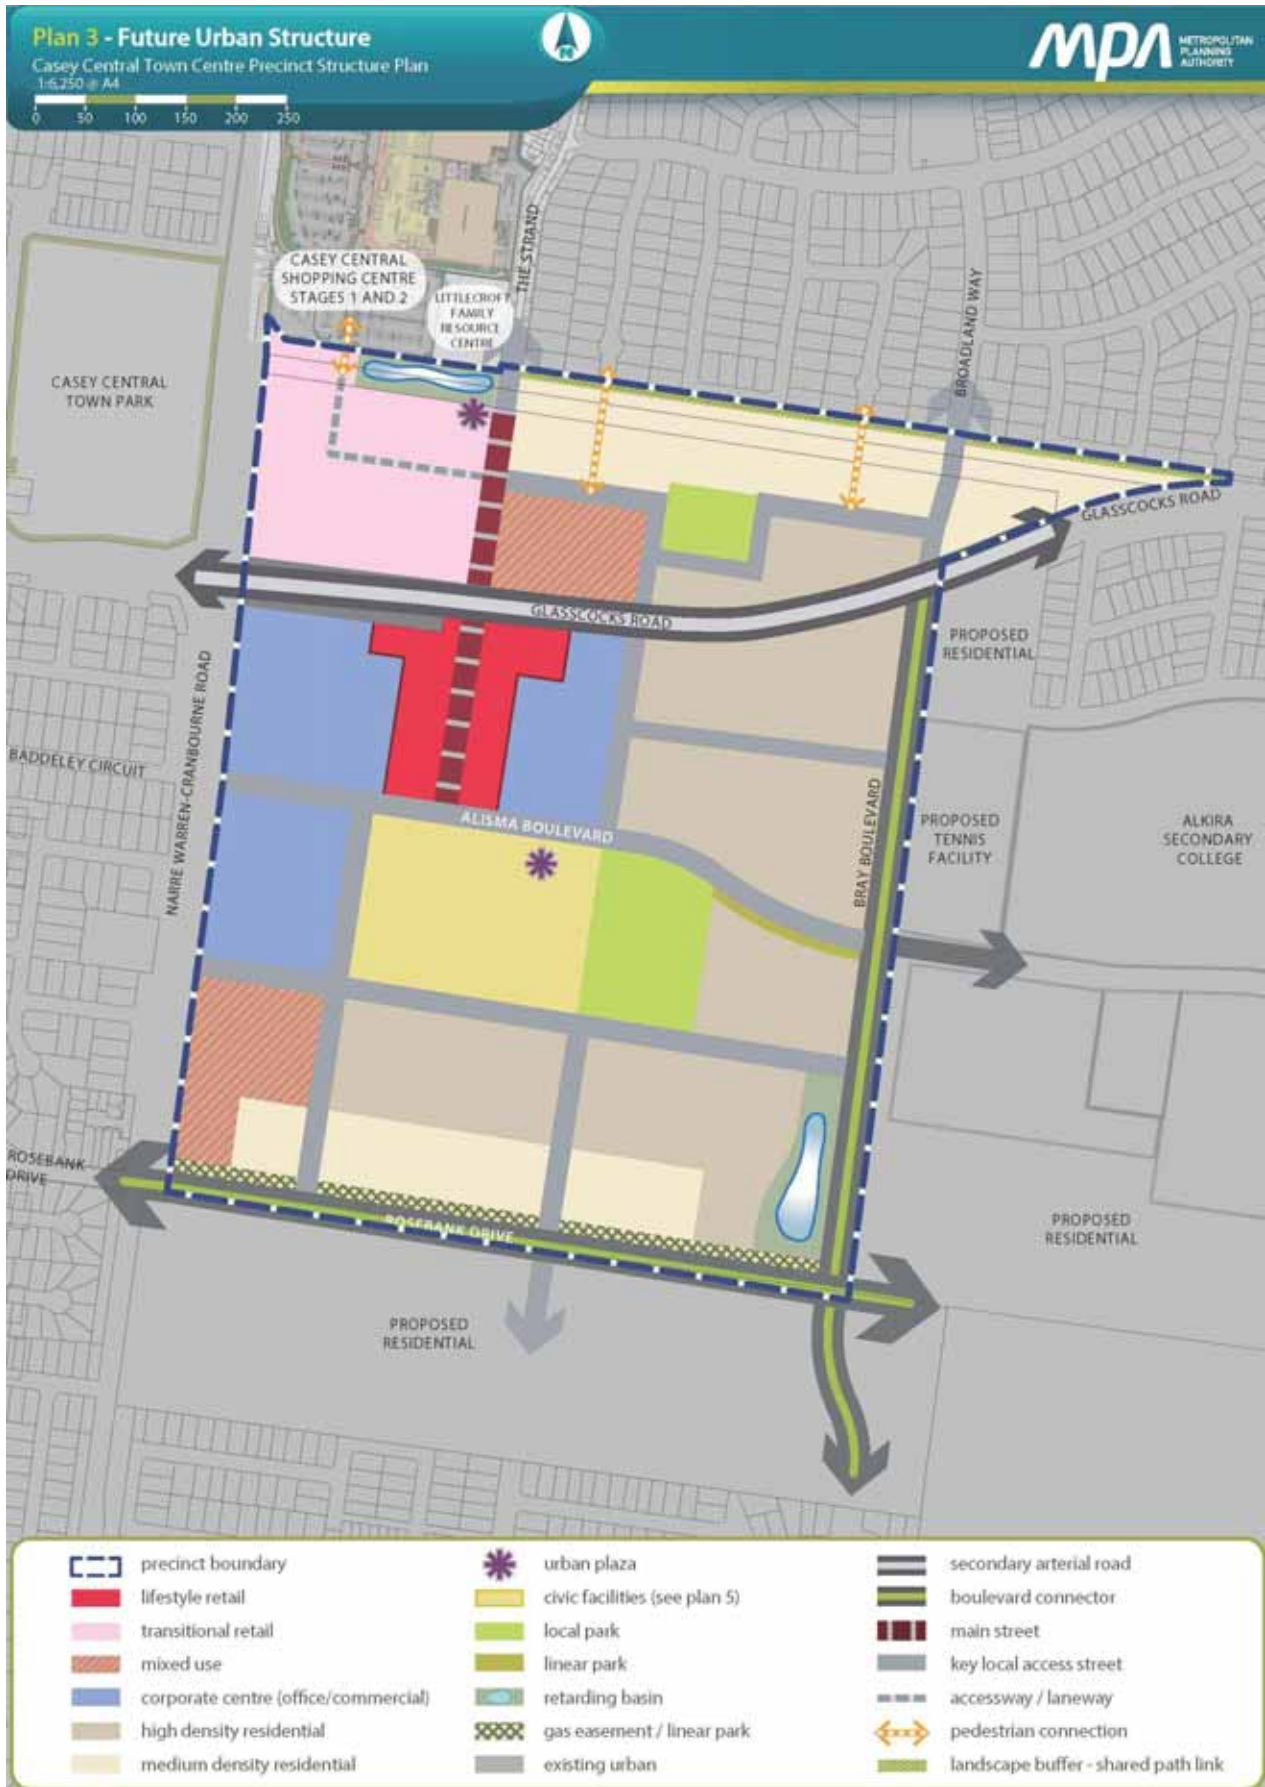 Plan 3 - Future Urban Structure
Casey Central Town Centre Precinct Structure Plan
1:6,250 @ A4
0 50 100 150 200 250
N
MPA
METROPOLITAN
PLANNING
AUTHORITY
THE STRAND
CASEY CENTRAL
SHOPPING CENTRE
STAGES 1 AND 2
LITTLECROFT
FAMILY
RESOURCE
CENTRE
BROADLAND WAY
CASEY CENTRAL
TOWN PARK
GLASSCOCKS ROAD
GLASSCOCKS ROAD
PROPOSED
RESIDENTIAL
NARRE WARREN-CRANBOURNE ROAD
BADDELEY CIRCUIT
ALISMA BOULEVARD
BRAY BOULEVARD
PROPOSED
TENNIS
FACILITY
ALKIRA
SECONDARY
COLLEGE
ROSEBANK
DRIVE
ROSEBANK DRIVE
PROPOSED
RESIDENTIAL
PROPOSED
RESIDENTIAL
precinct boundary
lifestyle retail
transitional retail
mixed use
corporate centre (office/commercial)
high density residential
medium density residential
urban plaza
civic facilities (see plan 5)
local park
linear park
retarding basin
gas easement / linear park
existing urban
secondary arterial road
boulevard connector
main street
key local access street
accessway / laneway
pedestrian connection
landscape buffer - shared path link